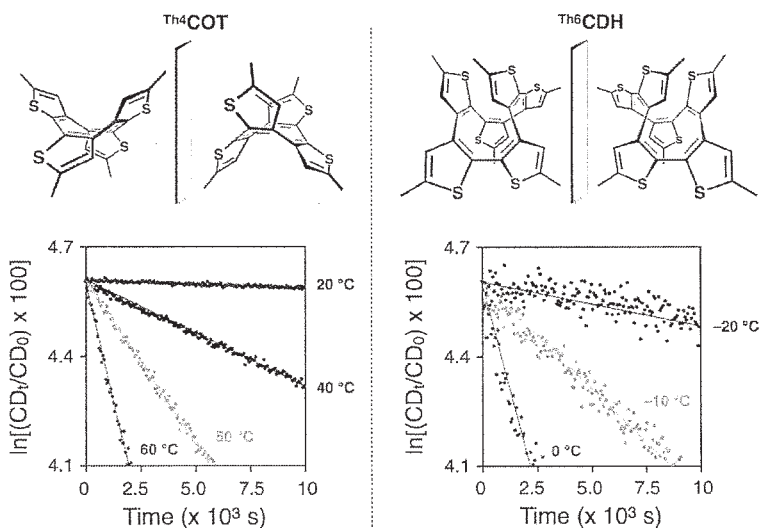 Th4COT
S
S
S
S
S
S
S
S
4.7
4.4
4.1
ln[(CDt/CD0) x 100]
20 °C
40 °C
50 °C
60 °C
0 2.5 5.0 7.5 10
Time (x 10³ s)
Th6CDH
S
S
S
S
S
S
S
S
S
S
S
S
4.7
4.4
4.1
ln[(CDt/CD0) x 100]
–20 °C
–10 °C
0 °C
0 2.5 5.0 7.5 10
Time (x 10³ s)